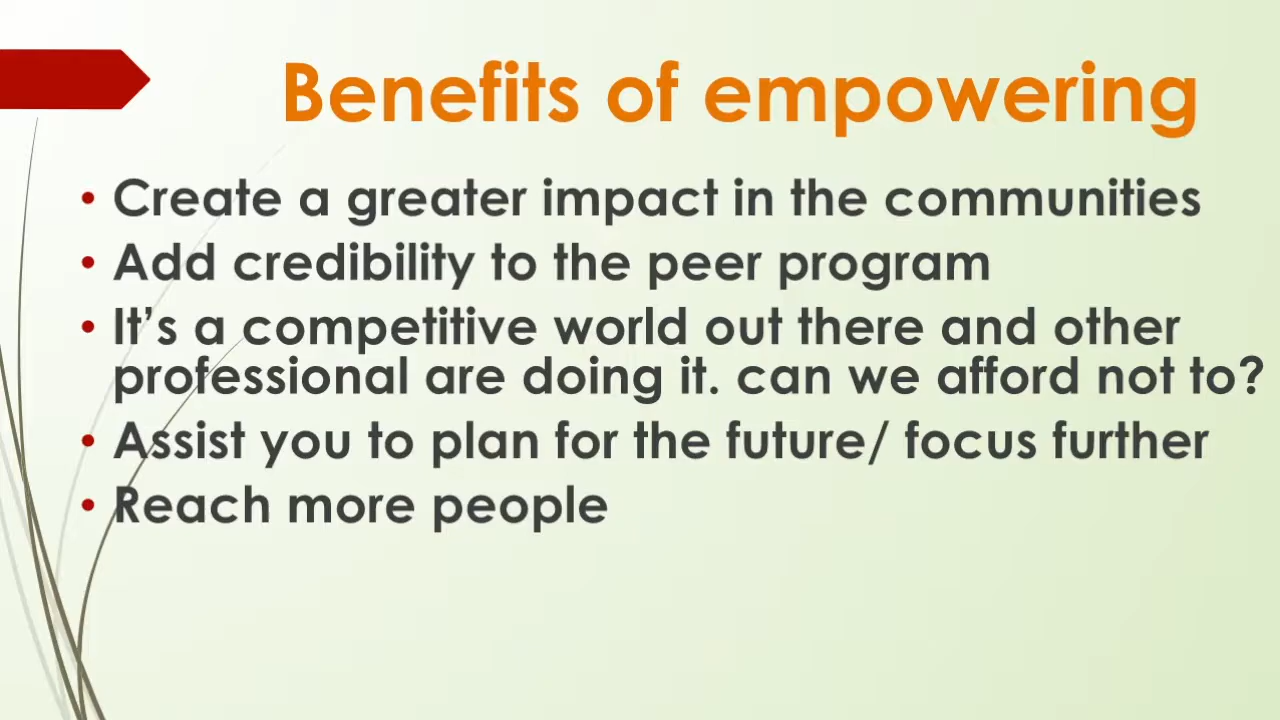 Benefits of empowering
• Create a greater impact in the communities
• Add credibility to the peer program
• It’s a competitive world out there and other
professional are doing it. can we afford not to?
• Assist you to plan for the future/ focus further
• Reach more people